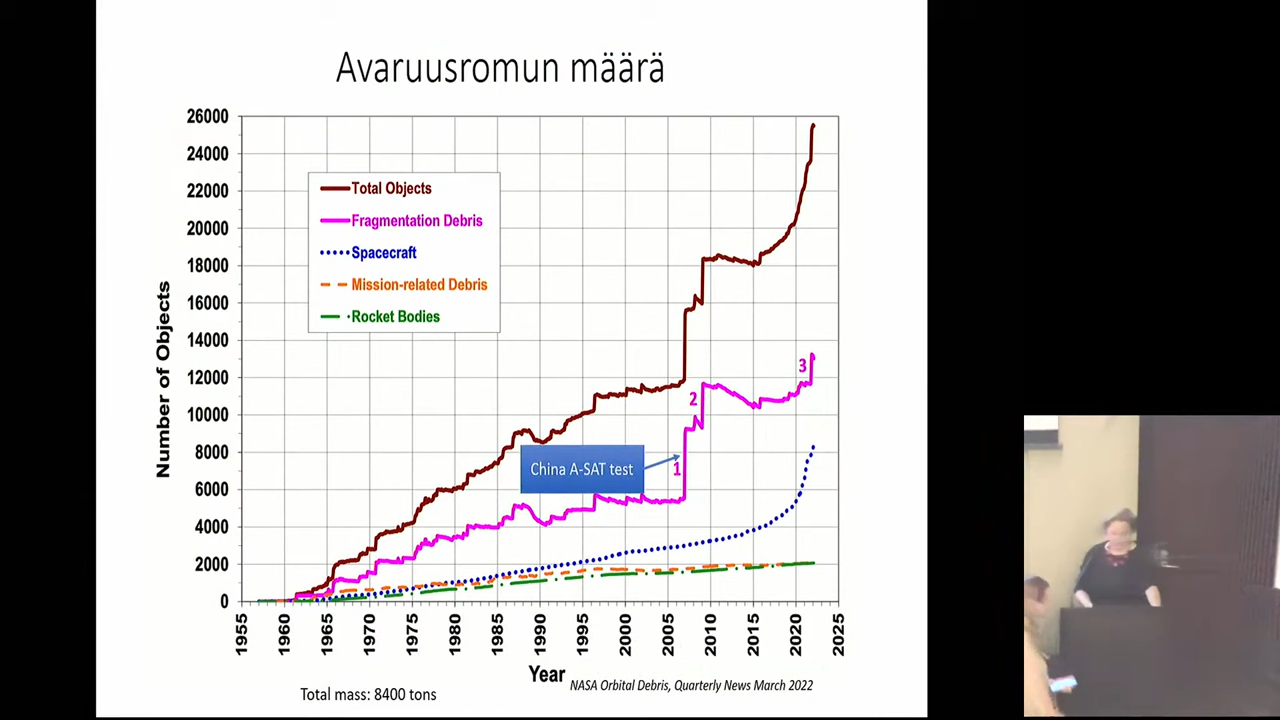 Avaruusromun määrä
26000
24000
22000
20000
18000
16000
14000
12000
10000
8000
6000
4000
2000
0
Number of Objects
Total Objects
Fragmentation Debris
Spacecraft
Mission-related Debris
Rocket Bodies
China A-SAT test
1
2
3
1955 1960 1965 1970 1975 1980 1985 1990 1995 2000 2005 2010 2015 2020 2025
Year
NASA Orbital Debris, Quarterly News March 2022
Total mass: 8400 tons